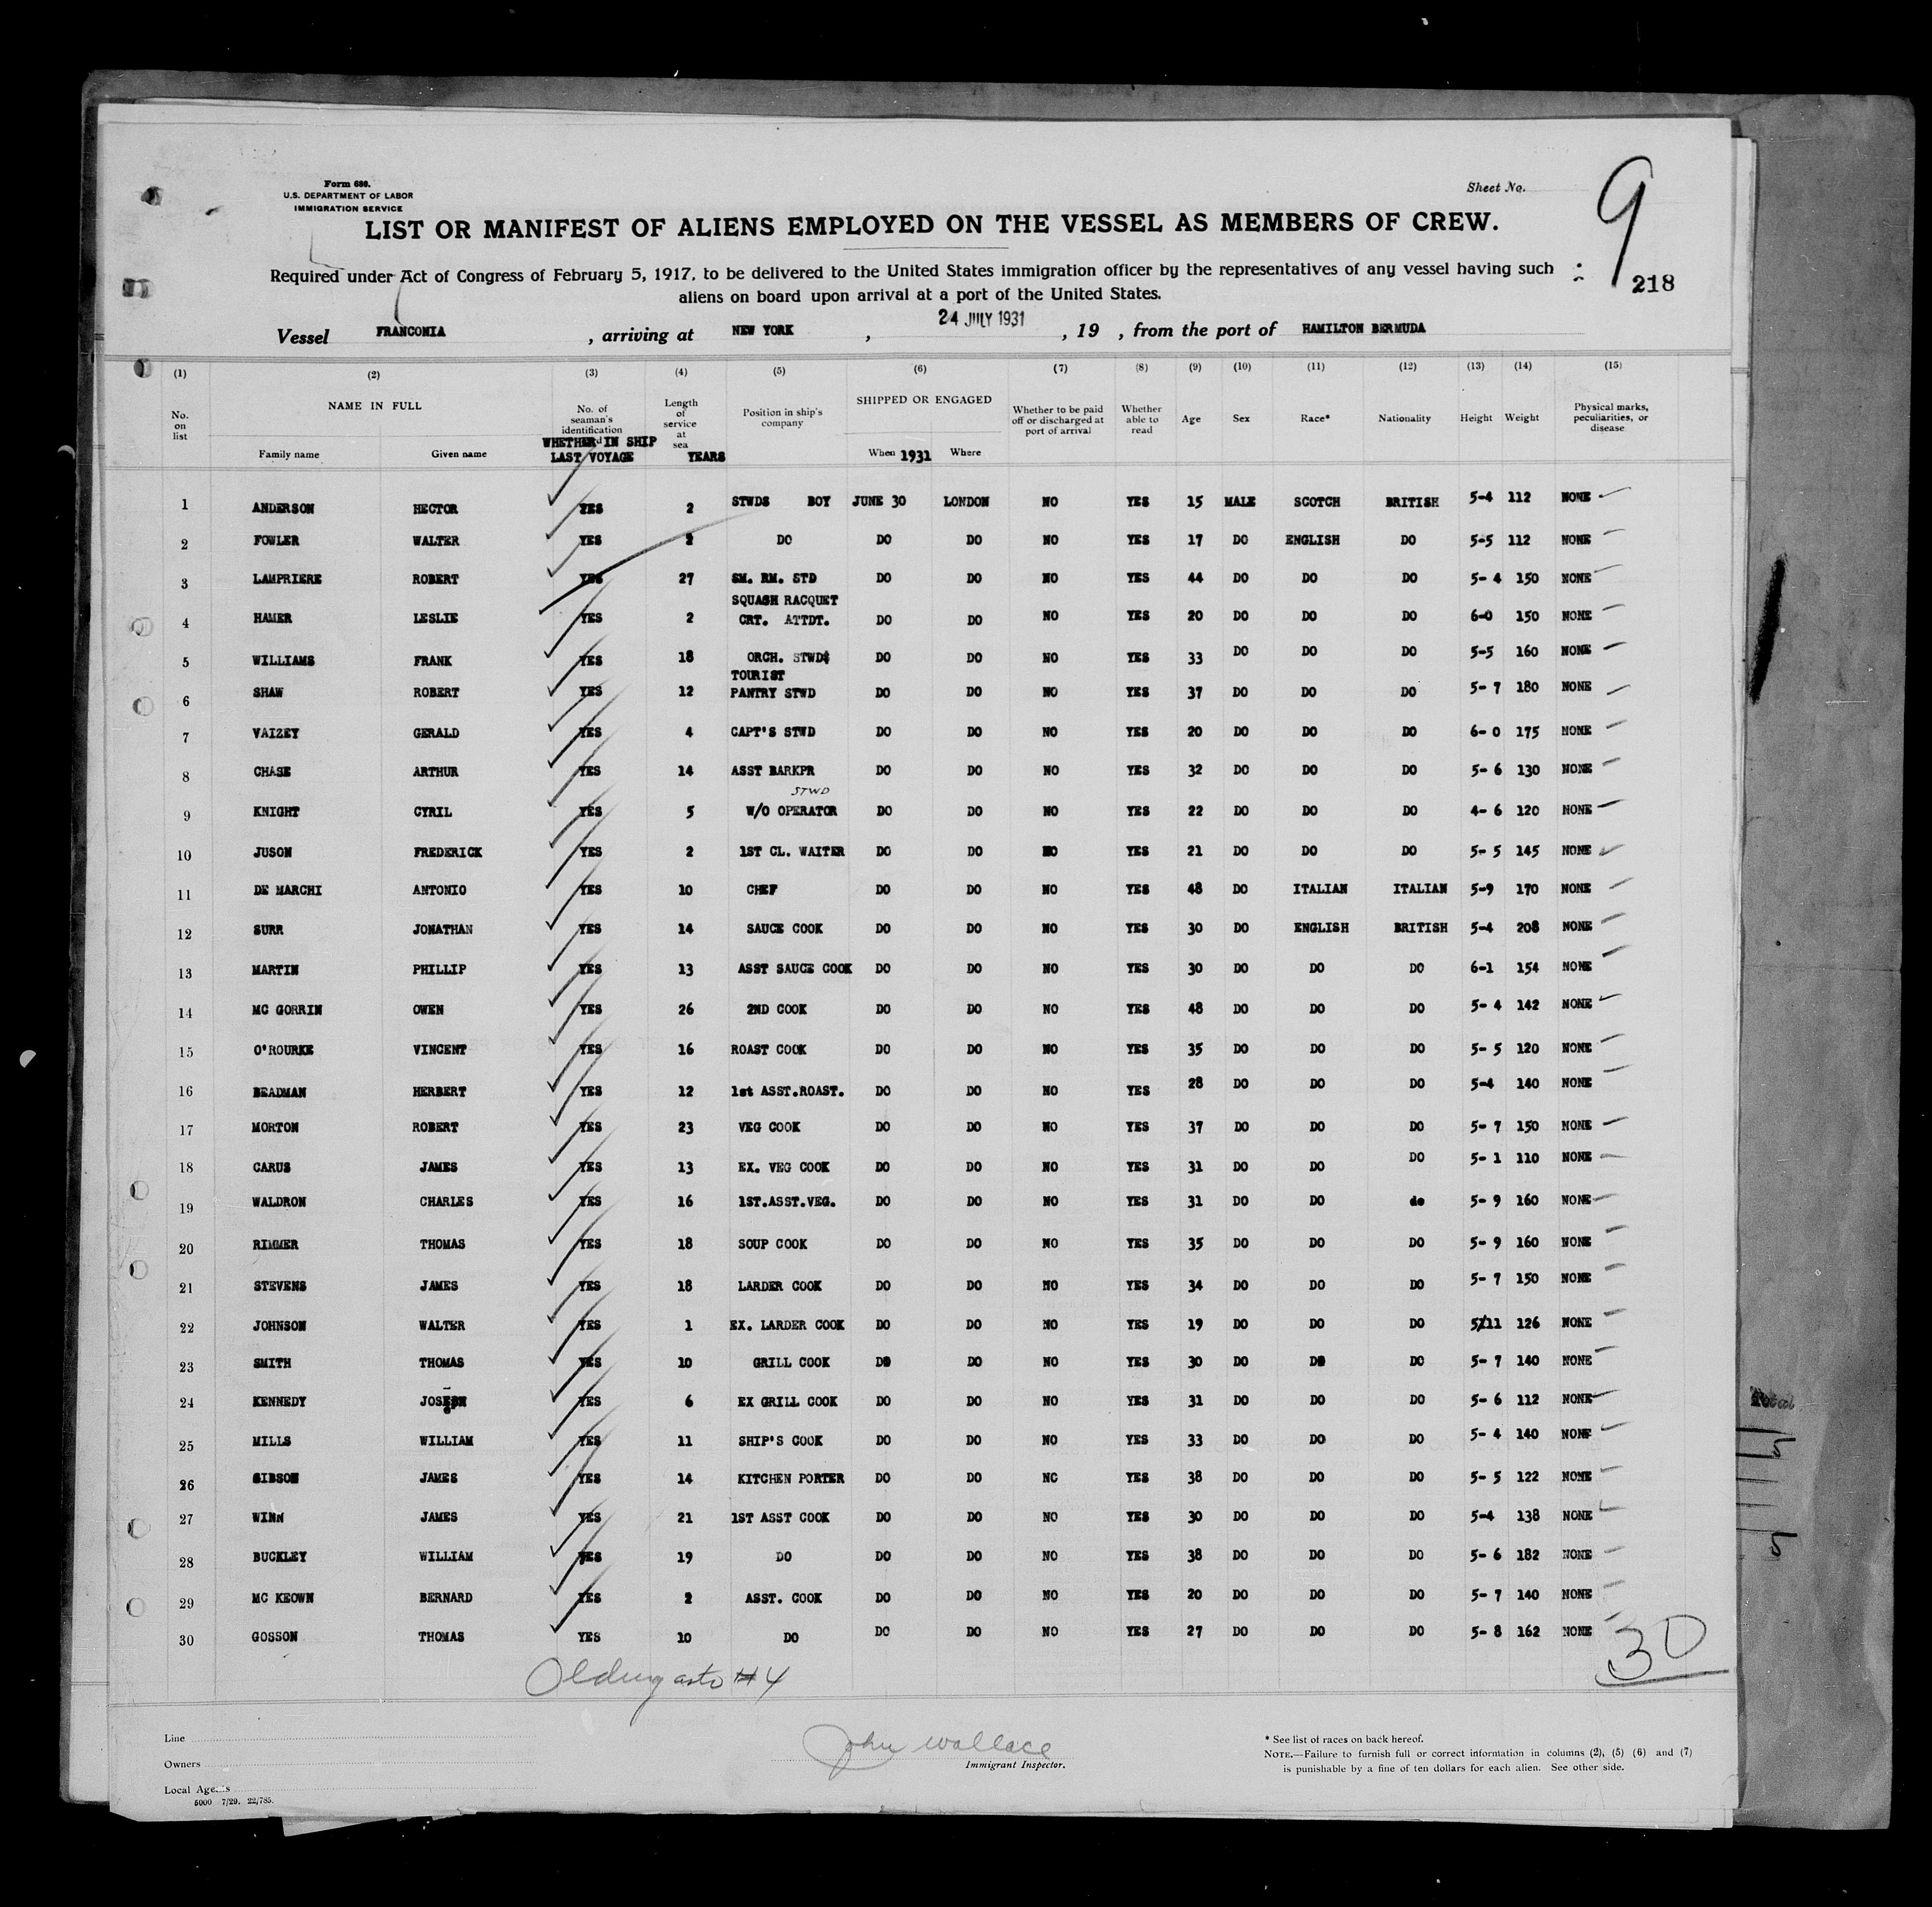 Form 680.
U.S. DEPARTMENT OF LABOR
IMMIGRATION SERVICE
Sheet No.
9
218
LIST OR MANIFEST OF ALIENS EMPLOYED ON THE VESSEL AS MEMBERS OF CREW.
Required under Act of Congress of February 5, 1917, to be delivered to the United States immigration officer by the representatives of any vessel having such
aliens on board upon arrival at a port of the United States.
Vessel FRANCONIA , arriving at NEW YORK , 24 JULY 1931 , 19 , from the port of HAMILTON BERMUDA
(1) (2) (3) (4) (5) (6) (7) (8) (9) (10) (11) (12) (13) (14) (15)
No. on list NAME IN FULL Family name Given name No. of seaman's identification WHETHER IN SHIP LAST VOYAGE Length of service at sea YEARS Position in ship's company SHIPPED OR ENGAGED When 1931 Where Whether to be paid off or discharged at port of arrival Whether able to read Age Sex Race* Nationality Height Weight Physical marks, peculiarities, or disease
1 ANDERSON HECTOR YES 2 STWDS BOY JUNE 30 LONDON NO YES 15 MALE SCOTCH BRITISH 5-4 112 NONE
2 FOWLER WALTER YES 2 DO DO DO NO YES 17 DO ENGLISH DO 5-5 112 NONE
3 LAMPRIERE ROBERT YES 27 SM. RM. STD DO DO NO YES 44 DO DO DO 5- 4 150 NONE
4 HAMER LESLIE YES 2 SQUASH RACQUET CRT. ATTDT. DO DO NO YES 20 DO DO DO 6-0 150 NONE
5 WILLIAMS FRANK YES 18 ORCH. STWDS DO DO NO YES 33 DO DO DO 5-5 160 NONE
6 SHAW ROBERT YES 12 TOURIST PANTRY STWD DO DO NO YES 37 DO DO DO 5- 7 180 NONE
7 VAIZEY GERALD YES 4 CAPT'S STWD DO DO NO YES 20 DO DO DO 6- 0 175 NONE
8 CHASE ARTHUR YES 14 ASST BARKPR DO DO NO YES 32 DO DO DO 5- 6 130 NONE
9 KNIGHT CYRIL YES 5 STWD W/O OPERATOR DO DO NO YES 22 DO DO DO 4- 6 120 NONE
10 JUSON FREDERICK YES 2 1ST CL. WAITER DO DO NO YES 21 DO DO DO 5- 5 145 NONE
11 DE MARCHI ANTONIO YES 10 CHEF DO DO NO YES 48 DO ITALIAN ITALIAN 5-9 170 NONE
12 SURR JONATHAN YES 14 SAUCE COOK DO DO NO YES 30 DO ENGLISH BRITISH 5-4 208 NONE
13 MARTIN PHILLIP YES 13 ASST SAUCE COOK DO DO NO YES 30 DO DO DO 6-1 154 NONE
14 MC GORRIN OWEN YES 26 2ND COOK DO DO NO YES 48 DO DO DO 5- 4 142 NONE
15 O'ROURKE VINCENT YES 16 ROAST COOK DO DO NO YES 35 DO DO DO 5- 5 120 NONE
16 BEADMAN HERBERT YES 12 1st ASST.ROAST. DO DO NO YES 28 DO DO DO 5-4 140 NONE
17 MORTON ROBERT YES 23 VEG COOK DO DO NO YES 37 DO DO DO 5- 7 150 NONE
18 CARUS JAMES YES 13 EX. VEG COOK DO DO NO YES 31 DO DO DO 5- 1 110 NONE
19 WALDRON CHARLES YES 16 1ST.ASST.VEG. DO DO NO YES 31 DO DO do 5- 9 160 NONE
20 RIMMER THOMAS YES 18 SOUP COOK DO DO NO YES 35 DO DO DO 5- 9 160 NONE
21 STEVENS JAMES YES 18 LARDER COOK DO DO NO YES 34 DO DO DO 5- 7 150 NONE
22 JOHNSON WALTER YES 1 EX. LARDER COOK DO DO NO YES 19 DO DO DO 5/11 126 NONE
23 SMITH THOMAS YES 10 GRILL COOK DO DO NO YES 30 DO DO DO 5- 7 140 NONE
24 KENNEDY JOSEPH YES 6 EX GRILL COOK DO DO NO YES 31 DO DO DO 5- 6 112 NONE
25 MILLS WILLIAM YES 11 SHIP'S COOK DO DO NO YES 33 DO DO DO 5- 4 140 NONE
26 GIBSON JAMES YES 14 KITCHEN PORTER DO DO NO YES 38 DO DO DO 5- 5 122 NONE
27 WINN JAMES YES 21 1ST ASST COOK DO DO NO YES 30 DO DO DO 5-4 138 NONE
28 BUCKLEY WILLIAM YES 19 DO DO DO NO YES 38 DO DO DO 5- 6 182 NONE
29 MC KEOWN BERNARD YES 2 ASST. COOK DO DO NO YES 20 DO DO DO 5- 7 140 NONE
30 GOSSON THOMAS YES 10 DO DO DO NO YES 27 DO DO DO 5- 8 162 NONE
30
#4
Line
Owners
Local Agents
5000 7/29. 22/785.
John Wallace
Immigrant Inspector.
* See list of races on back hereof.
NOTE.—Failure to furnish full or correct information in columns (2), (5) (6) and (7)
is punishable by a fine of ten dollars for each alien. See other side.
Total